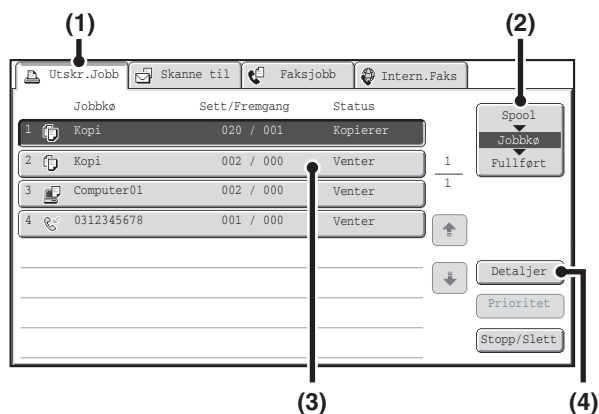 (1) (2)
Utskr.Jobb Skanne til Faksjobb Intern.Faks
Jobbkø Sett/Fremgang Status
1 Kopi 020 / 001 Kopierer
2 Kopi 002 / 000 Venter
3 Computer01 002 / 000 Venter
4 0312345678 001 / 000 Venter
1
1
Spool
Jobbkø
Fullført
Detaljer
Prioritet
Stopp/Slett
(3) (4)